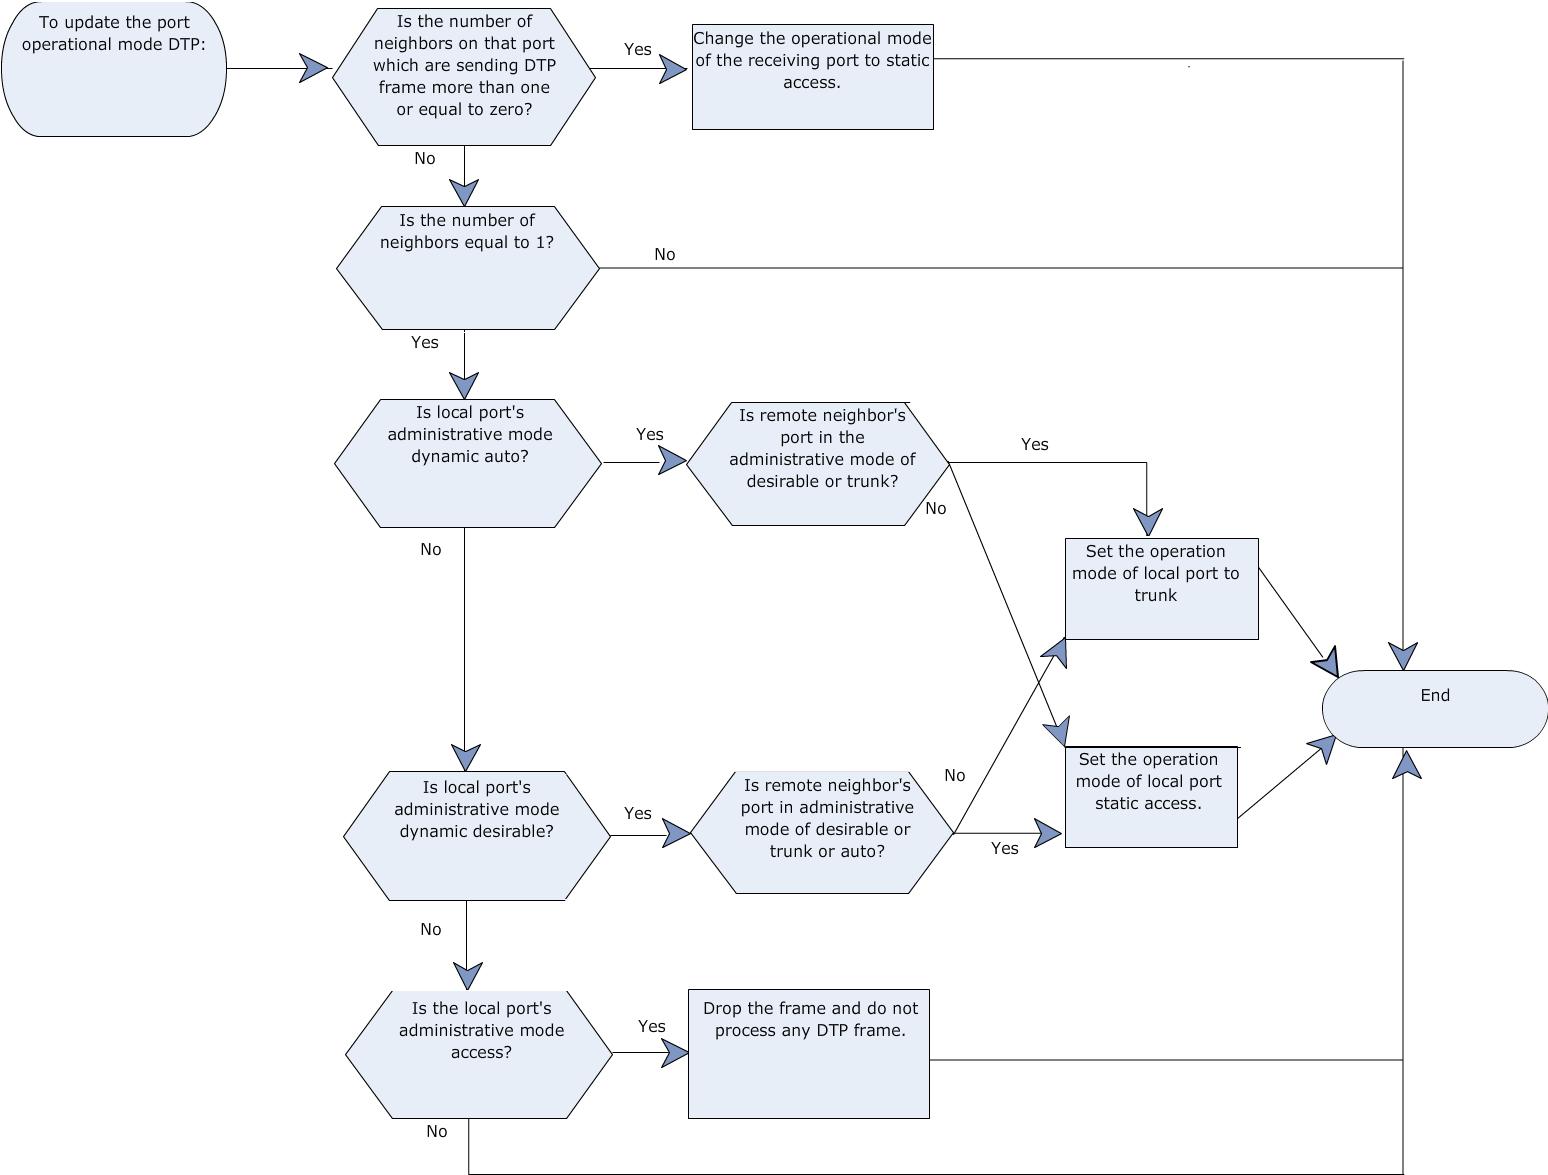 To update the port
operational mode DTP:
Is the number of
neighbors on that port
which are sending DTP
frame more than one
or equal to zero?
Yes
Change the operational mode
of the receiving port to static
access.
No
Is the number of
neighbors equal to 1?
No
Yes
Is local port's
administrative mode
dynamic auto?
Yes
Is remote neighbor's
port in the
administrative mode of
desirable or trunk?
Yes
No
No
Set the operation
mode of local port to
trunk
End
Is local port's
administrative mode
dynamic desirable?
Yes
Is remote neighbor's
port in administrative
mode of desirable or
trunk or auto?
No
Yes
Set the operation
mode of local port
static access.
No
Is the local port's
administrative mode
access?
Yes
Drop the frame and do not
process any DTP frame.
No